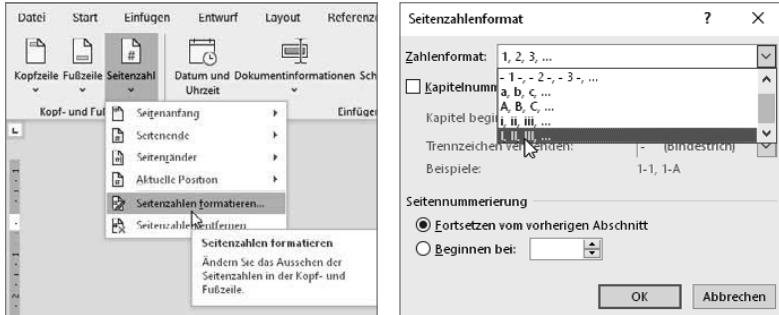 Datei Start Einfügen Entwurf Layout Referenz
Kopfzeile Fußzeile Seitenzahl Datum und Dokumentinformationen Sch
Uhrzeit
Kopf- und Fuß Einfüge
Seitenanfang
Seitenende
Seitenränder
Aktuelle Position
Seitenzahlen formatieren...
Seitenzahlen entfernen
Seitenzahlen formatieren
Ändern Sie das Aussehen der
Seitenzahlen in der Kopf- und
Fußzeile.
Seitenzahlenformat ? X
Zahlenformat: 1, 2, 3, ...
- 1 -, - 2 -, - 3 -, ...
a, b, c, ...
A, B, C, ...
i, ii, iii, ...
I, II, III, ...
Kapitelnumm
Kapitel begi
Trennzeichen verwenden: - (Bindestrich)
Beispiele: 1-1, 1-A
Seitennummerierung
Fortsetzen vom vorherigen Abschnitt
Beginnen bei:
OK Abbrechen